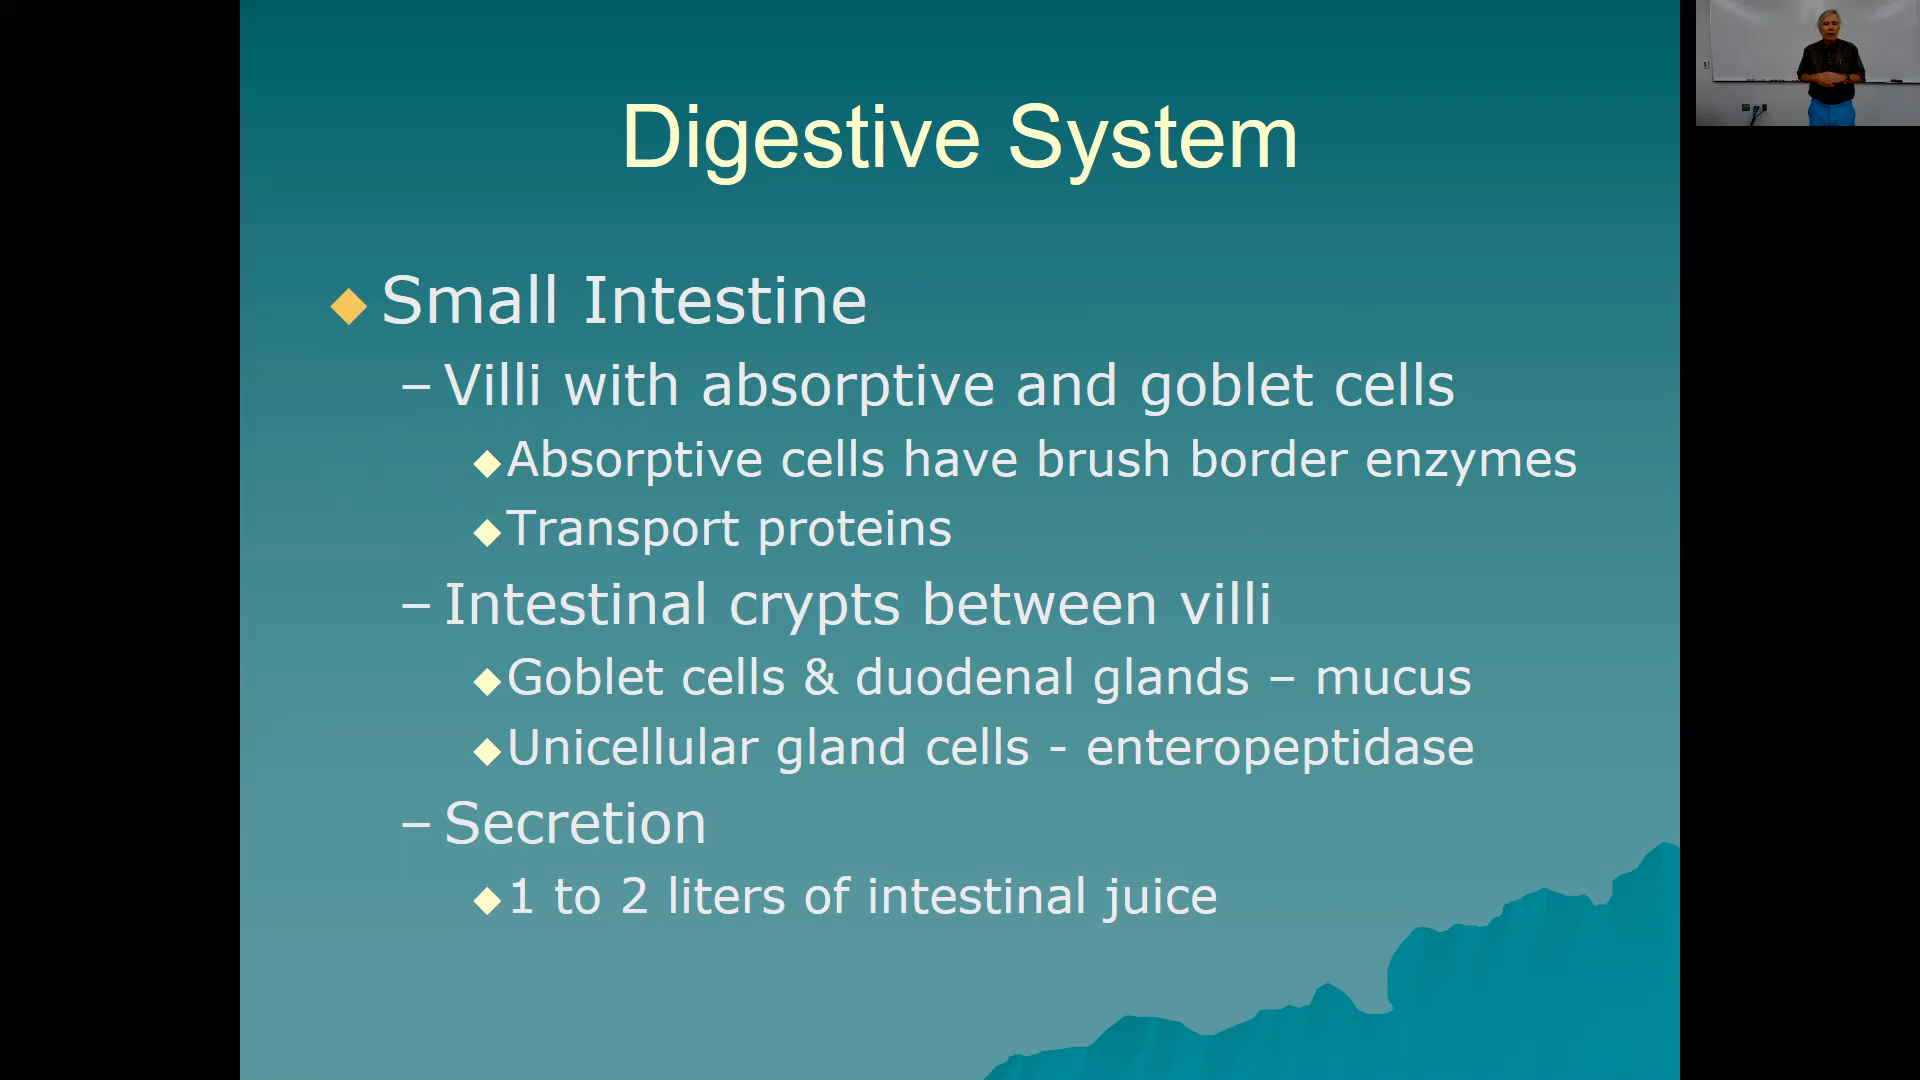 Digestive System
◆ Small Intestine
– Villi with absorptive and goblet cells
◆ Absorptive cells have brush border enzymes
◆ Transport proteins
– Intestinal crypts between villi
◆ Goblet cells & duodenal glands – mucus
◆ Unicellular gland cells - enteropeptidase
– Secretion
◆ 1 to 2 liters of intestinal juice